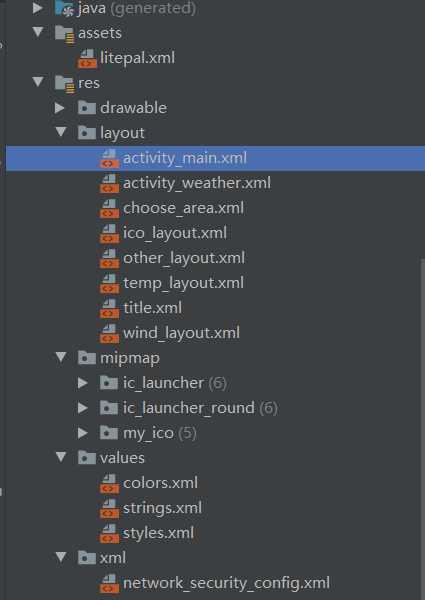 java (generated)
assets
litepal.xml
res
drawable
layout
activity_main.xml
activity_weather.xml
choose_area.xml
ico_layout.xml
other_layout.xml
temp_layout.xml
title.xml
wind_layout.xml
mipmap
ic_launcher (6)
ic_launcher_round (6)
my_ico (5)
values
colors.xml
strings.xml
styles.xml
xml
network_security_config.xml